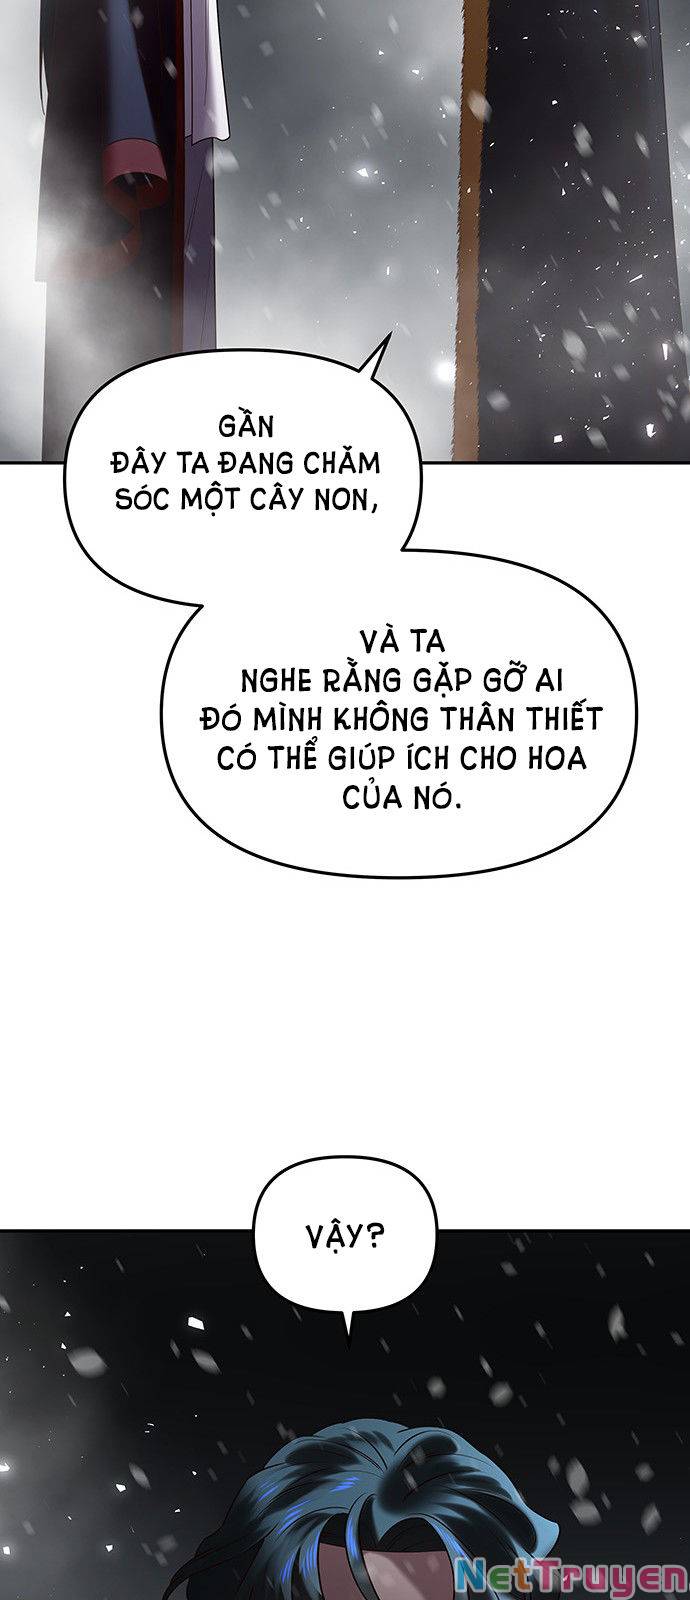 GẦN
ĐÂY TA ĐANG CHĂM
SÓC MỘT CÂY NON,
VÀ TA
NGHE RẰNG GẶP GỠ AI
ĐÓ MÌNH KHÔNG THÂN THIẾT
CÓ THỂ GIÚP ÍCH CHO HOA
CỦA NÓ.
VẬY?
NetTruyen